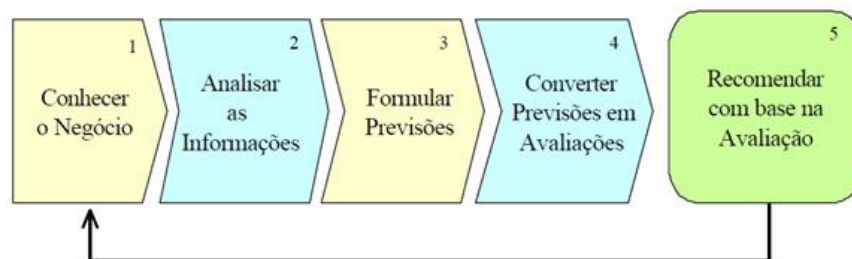 1
Conhecer
o Negócio
2
Analisar
as
Informações
3
Formular
Previsões
4
Converter
Previsões em
Avaliações
5
Recomendar
com base na
Avaliação